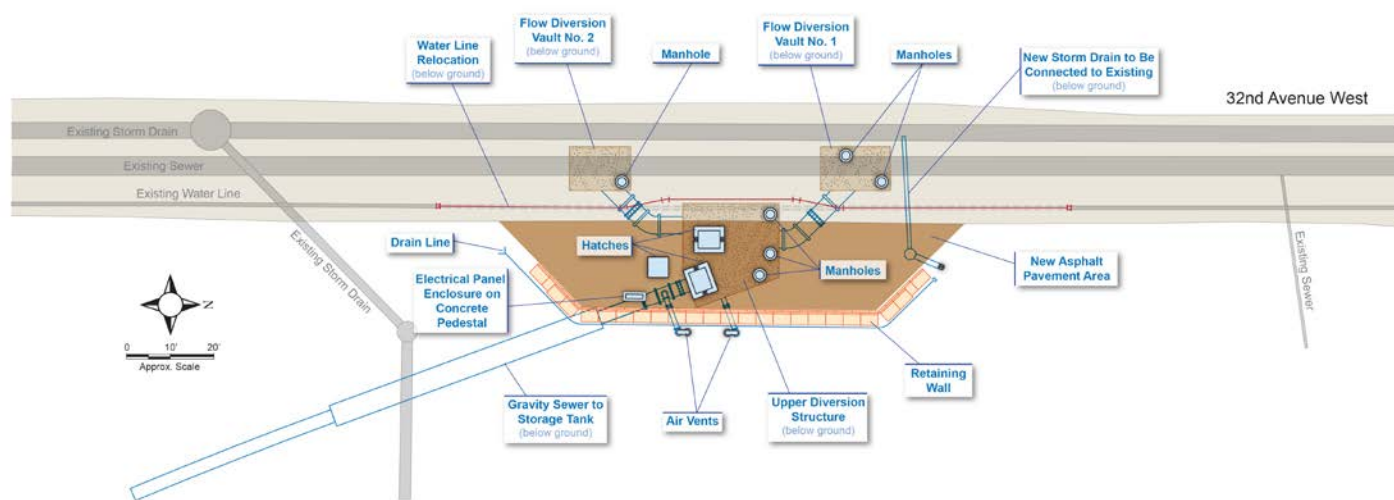 Flow Diversion
Vault No. 2
(below ground)
Flow Diversion
Vault No. 1
(below ground)
Water Line
Relocation
(below ground)
Manhole
Manholes
New Storm Drain to Be
Connected to Existing
(below ground)
32nd Avenue West
Existing Storm Drain
Existing Sewer
Existing Water Line
Existing Storm Drain
Drain Line
Hatches
Manholes
New Asphalt
Pavement Area
Existing Sewer
Electrical Panel
Enclosure on
Concrete
Pedestal
N
0 10' 20'
Approx. Scale
Retaining
Wall
Gravity Sewer to
Storage Tank
(below ground)
Air Vents
Upper Diversion
Structure
(below ground)